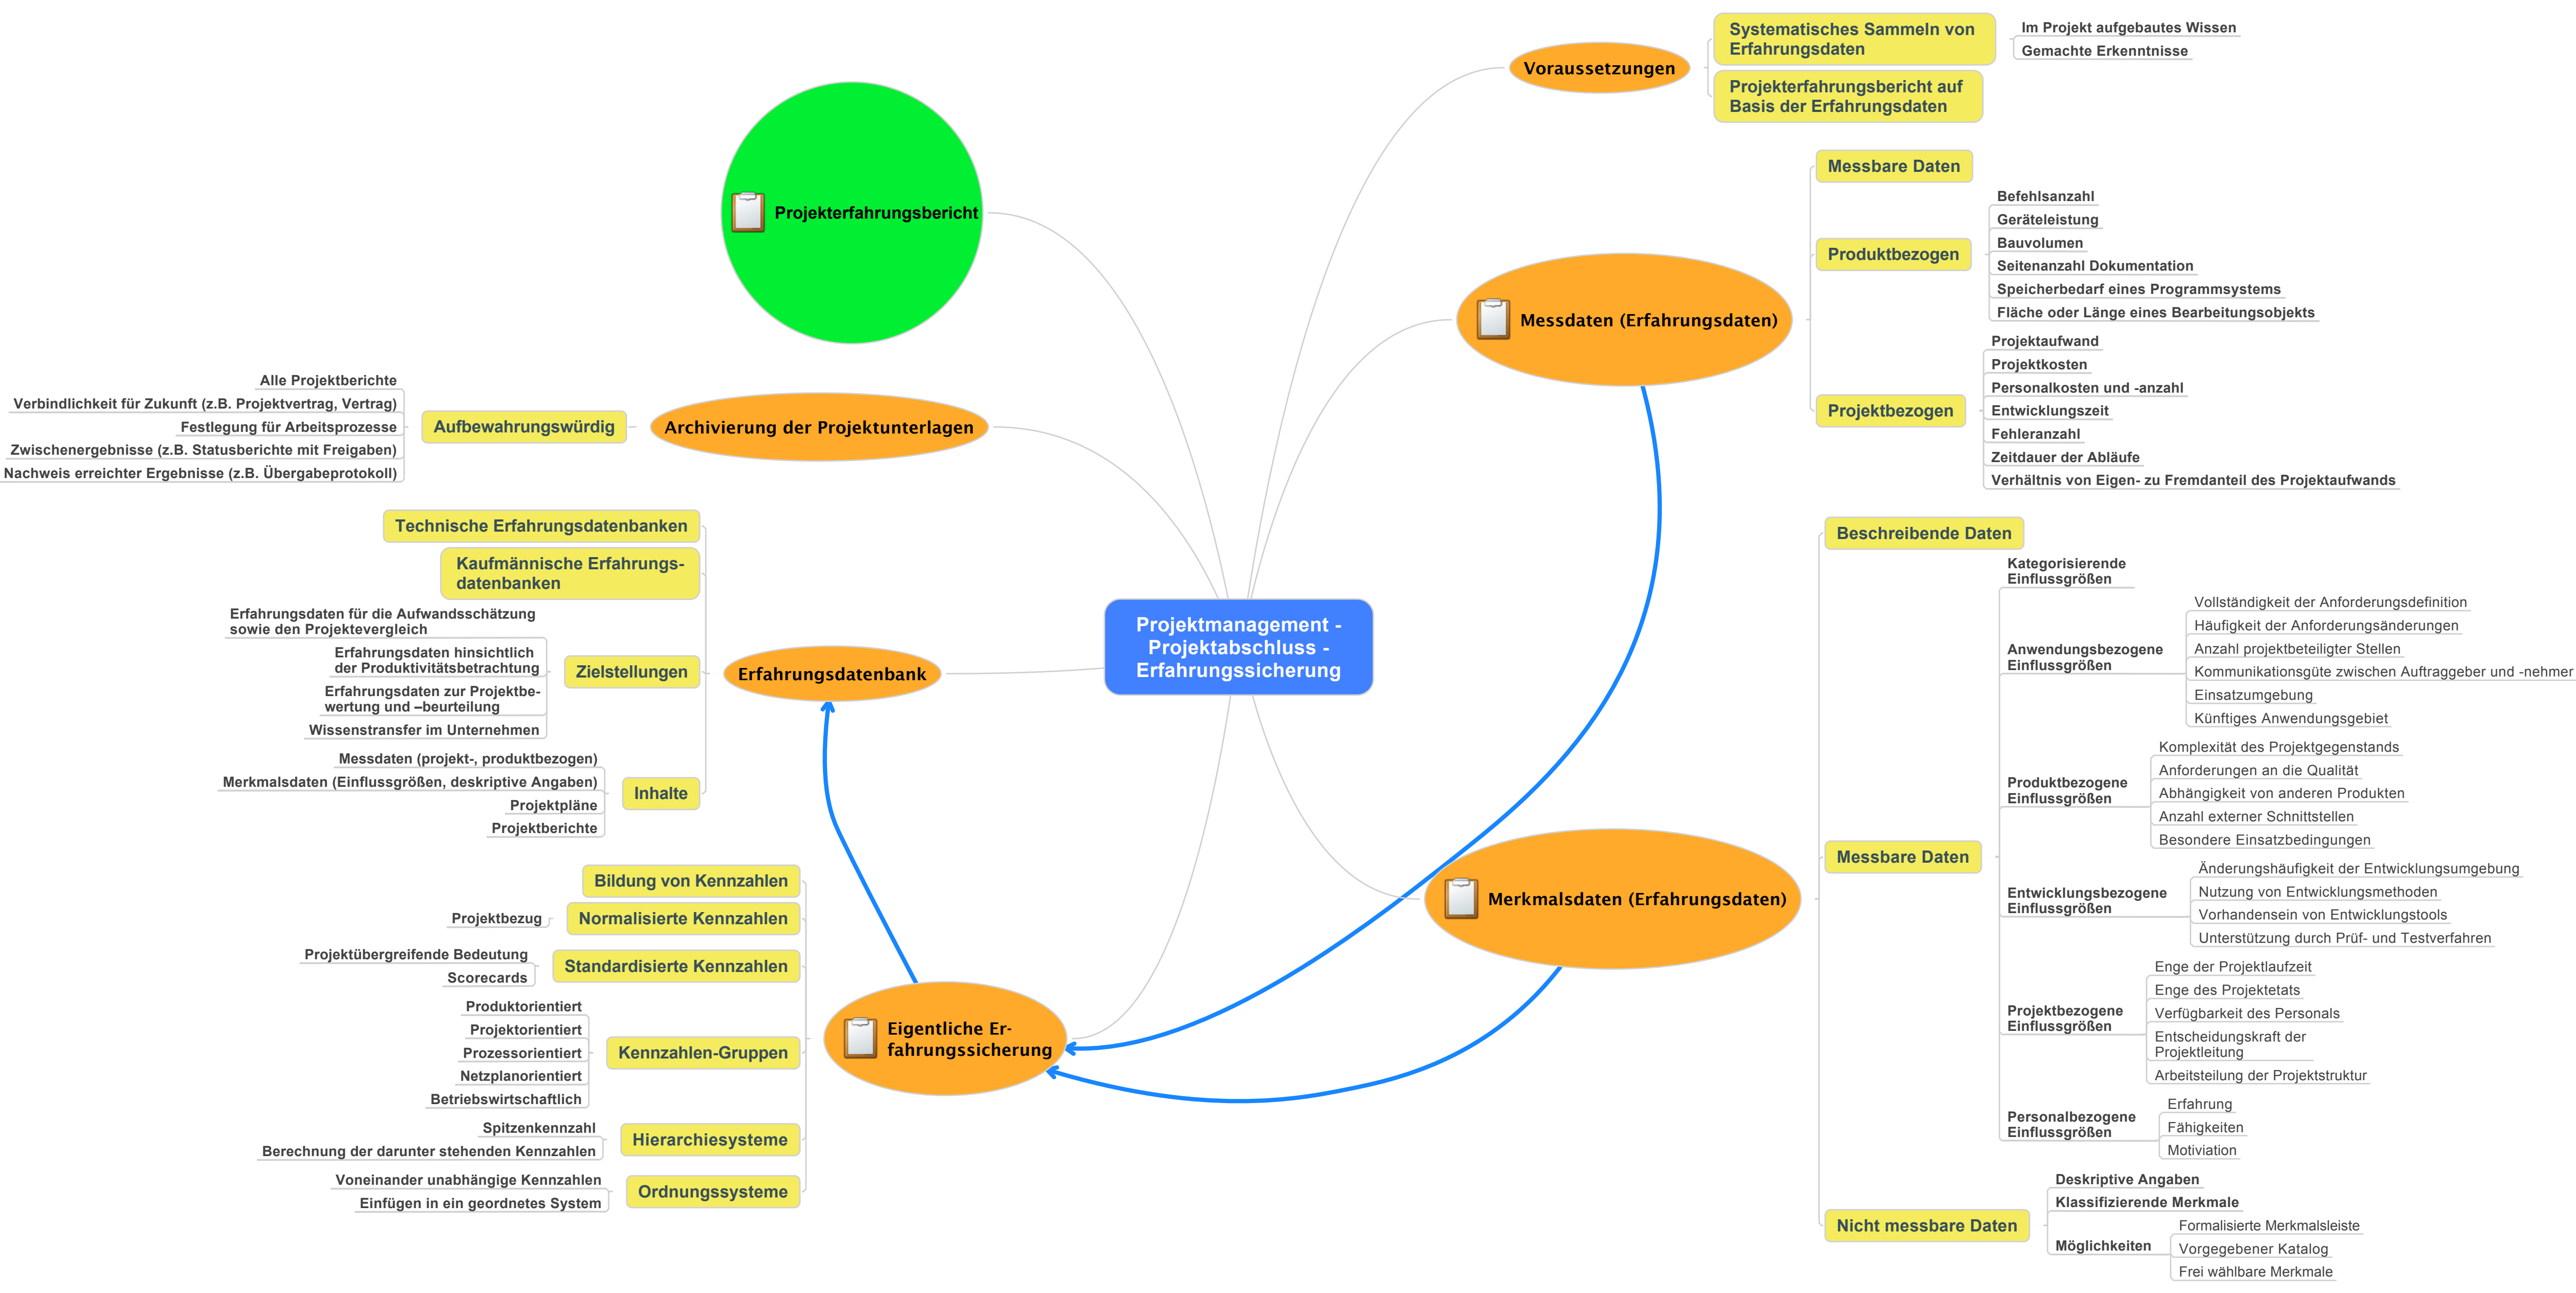 Projektmanagement -
Projektabschluss -
Erfahrungssicherung
Voraussetzungen
Systematisches Sammeln von
Erfahrungsdaten
Im Projekt aufgebautes Wissen
Gemachte Erkenntnisse
Projekterfahrungsbericht auf
Basis der Erfahrungsdaten
Messdaten (Erfahrungsdaten)
Messbare Daten
Produktbezogen
Befehlsanzahl
Geräteleistung
Bauvolumen
Seitenanzahl Dokumentation
Speicherbedarf eines Programmsystems
Fläche oder Länge eines Bearbeitungsobjekts
Projektbezogen
Projektaufwand
Projektkosten
Personalkosten und -anzahl
Entwicklungszeit
Fehleranzahl
Zeitdauer der Abläufe
Verhältnis von Eigen- zu Fremdanteil des Projektaufwands
Merkmalsdaten (Erfahrungsdaten)
Beschreibende Daten
Messbare Daten
Kategorisierende
Einflussgrößen
Anwendungsbezogene
Einflussgrößen
Vollständigkeit der Anforderungsdefinition
Häufigkeit der Anforderungsänderungen
Anzahl projektbeteiligter Stellen
Kommunikationsgüte zwischen Auftraggeber und -nehmer
Einsatzumgebung
Künftiges Anwendungsgebiet
Produktbezogene
Einflussgrößen
Komplexität des Projektgegenstands
Anforderungen an die Qualität
Abhängigkeit von anderen Produkten
Anzahl externer Schnittstellen
Besondere Einsatzbedingungen
Entwicklungsbezogene
Einflussgrößen
Änderungshäufigkeit der Entwicklungsumgebung
Nutzung von Entwicklungsmethoden
Vorhandensein von Entwicklungstools
Unterstützung durch Prüf- und Testverfahren
Projektbezogene
Einflussgrößen
Enge der Projektlaufzeit
Enge des Projektetats
Verfügbarkeit des Personals
Entscheidungskraft der
Projektleitung
Arbeitsteilung der Projektstruktur
Personalbezogene
Einflussgrößen
Erfahrung
Fähigkeiten
Motiviation
Nicht messbare Daten
Deskriptive Angaben
Klassifizierende Merkmale
Möglichkeiten
Formalisierte Merkmalsleiste
Vorgegebener Katalog
Frei wählbare Merkmale
Projekterfahrungsbericht
Archivierung der Projektunterlagen
Aufbewahrungswürdig
Alle Projektberichte
Verbindlichkeit für Zukunft (z.B. Projektvertrag, Vertrag)
Festlegung für Arbeitsprozesse
Zwischenergebnisse (z.B. Statusberichte mit Freigaben)
Nachweis erreichter Ergebnisse (z.B. Übergabeprotokoll)
Erfahrungsdatenbank
Technische Erfahrungsdatenbanken
Kaufmännische Erfahrungs-
datenbanken
Zielstellungen
Erfahrungsdaten für die Aufwandsschätzung
sowie den Projektevergleich
Erfahrungsdaten hinsichtlich
der Produktivitätsbetrachtung
Erfahrungsdaten zur Projektbe-
wertung und –beurteilung
Wissenstransfer im Unternehmen
Inhalte
Messdaten (projekt-, produktbezogen)
Merkmalsdaten (Einflussgrößen, deskriptive Angaben)
Projektpläne
Projektberichte
Eigentliche Er-
fahrungssicherung
Bildung von Kennzahlen
Normalisierte Kennzahlen
Projektbezug
Standardisierte Kennzahlen
Projektübergreifende Bedeutung
Scorecards
Kennzahlen-Gruppen
Produktorientiert
Projektorientiert
Prozessorientiert
Netzplanorientiert
Betriebswirtschaftlich
Hierarchiesysteme
Spitzenkennzahl
Berechnung der darunter stehenden Kennzahlen
Ordnungssysteme
Voneinander unabhängige Kennzahlen
Einfügen in ein geordnetes System